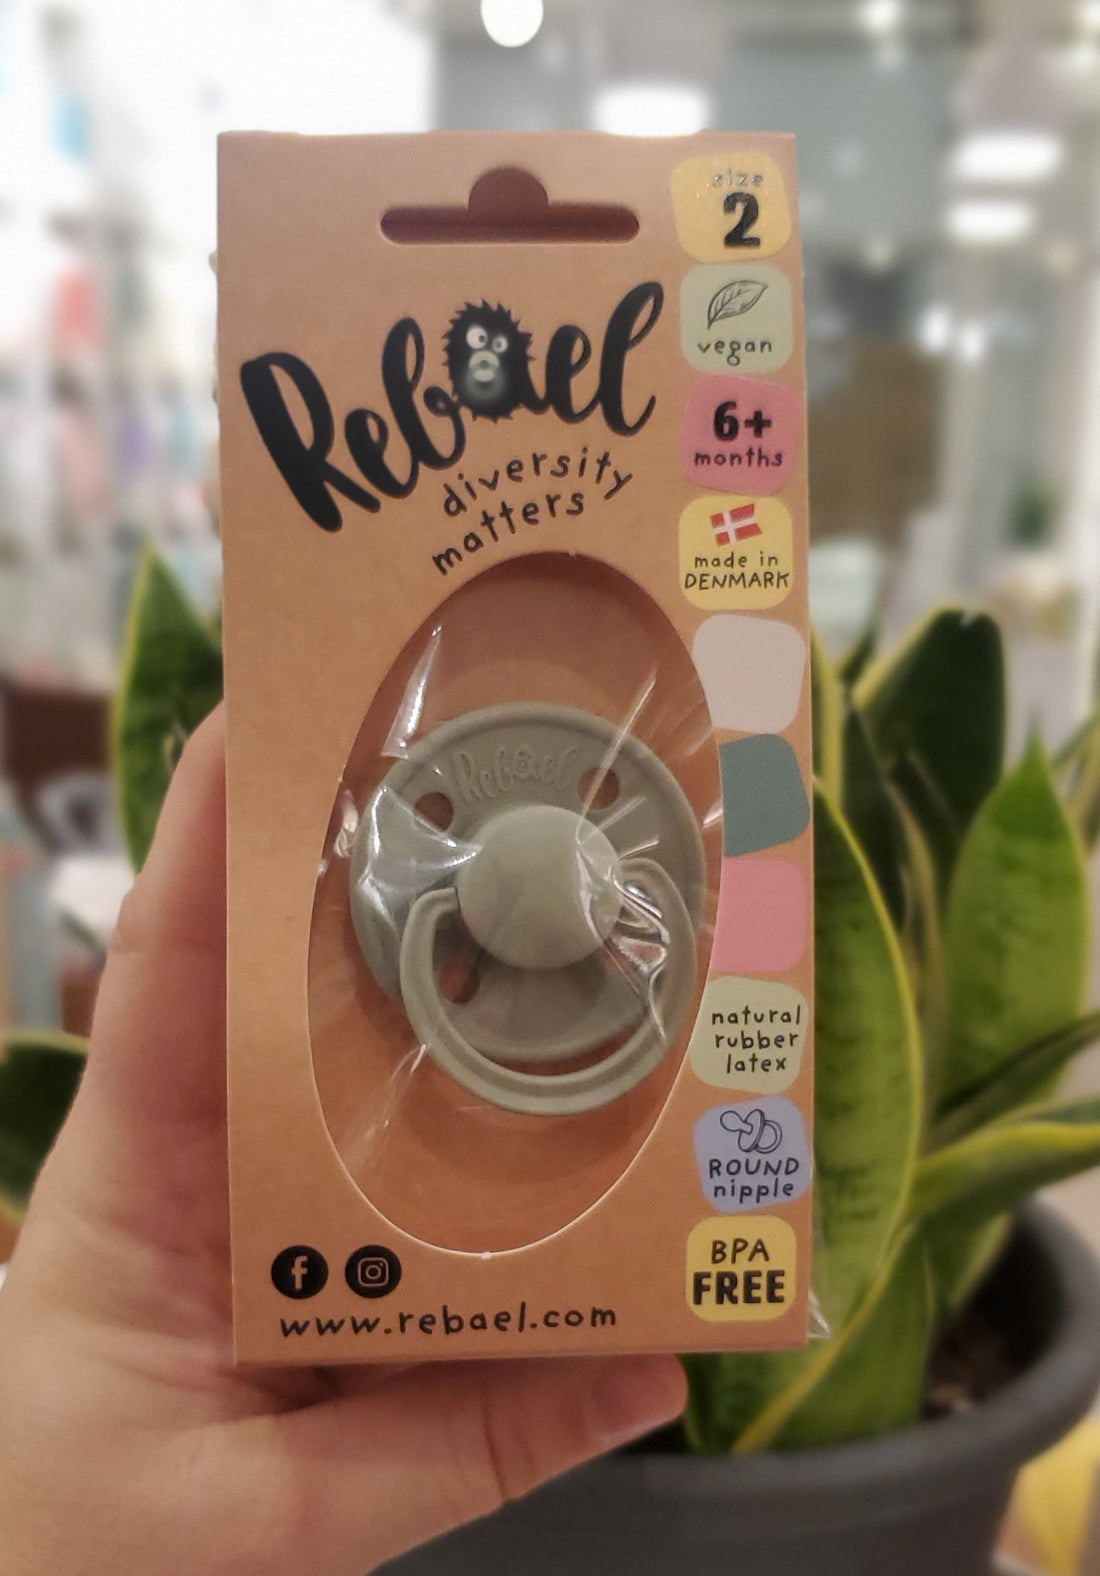 size
2
vegan
6+
months
made in
DENMARK
Rebael
diversity
matters
Rebael
natural
rubber
latex
ROUND
nipple
BPA
FREE
www.rebael.com